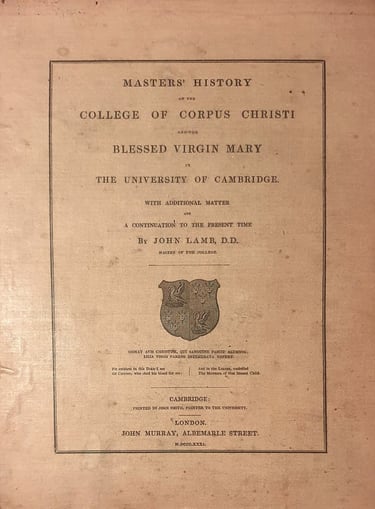 MASTERS' HISTORY
OF THE
COLLEGE OF CORPUS CHRISTI
AND THE
BLESSED VIRGIN MARY
IN
THE UNIVERSITY OF CAMBRIDGE.
WITH ADDITIONAL MATTER
AND
A CONTINUATION TO THE PRESENT TIME
BY JOHN LAMB, D.D.
MASTER OF THE COLLEGE.
SIGNAT AVIS CHRISTUM, QUI SANGUINE PASCIT ALUMNOS;
LILIA VIRGO PARENS INTEMERATA REFERT.
CAMBRIDGE:
PRINTED BY JOHN SMITH, PRINTER TO THE UNIVERSITY.
LONDON.
JOHN MURRAY, ALBEMARLE STREET.
M.DCCC.XXXI.